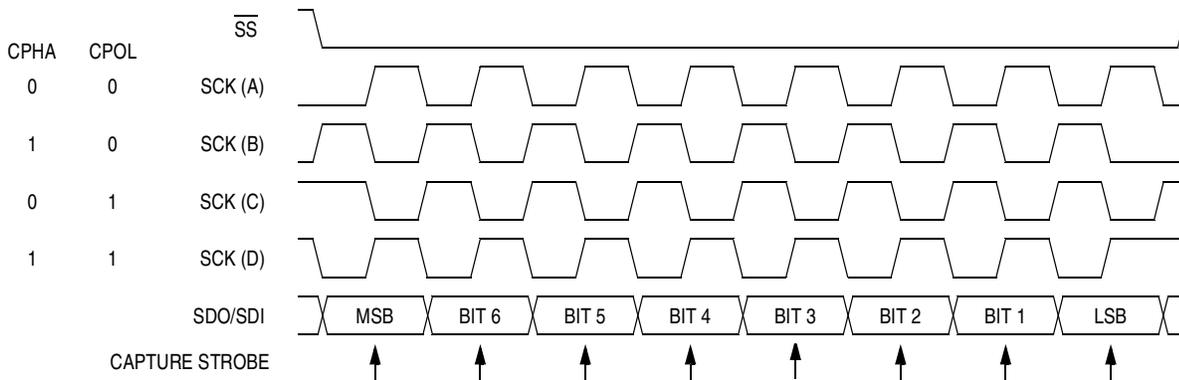 SS
CPHA CPOL
0 0 SCK (A)
1 0 SCK (B)
0 1 SCK (C)
1 1 SCK (D)
SDO/SDI MSB BIT 6 BIT 5 BIT 4 BIT 3 BIT 2 BIT 1 LSB
CAPTURE STROBE